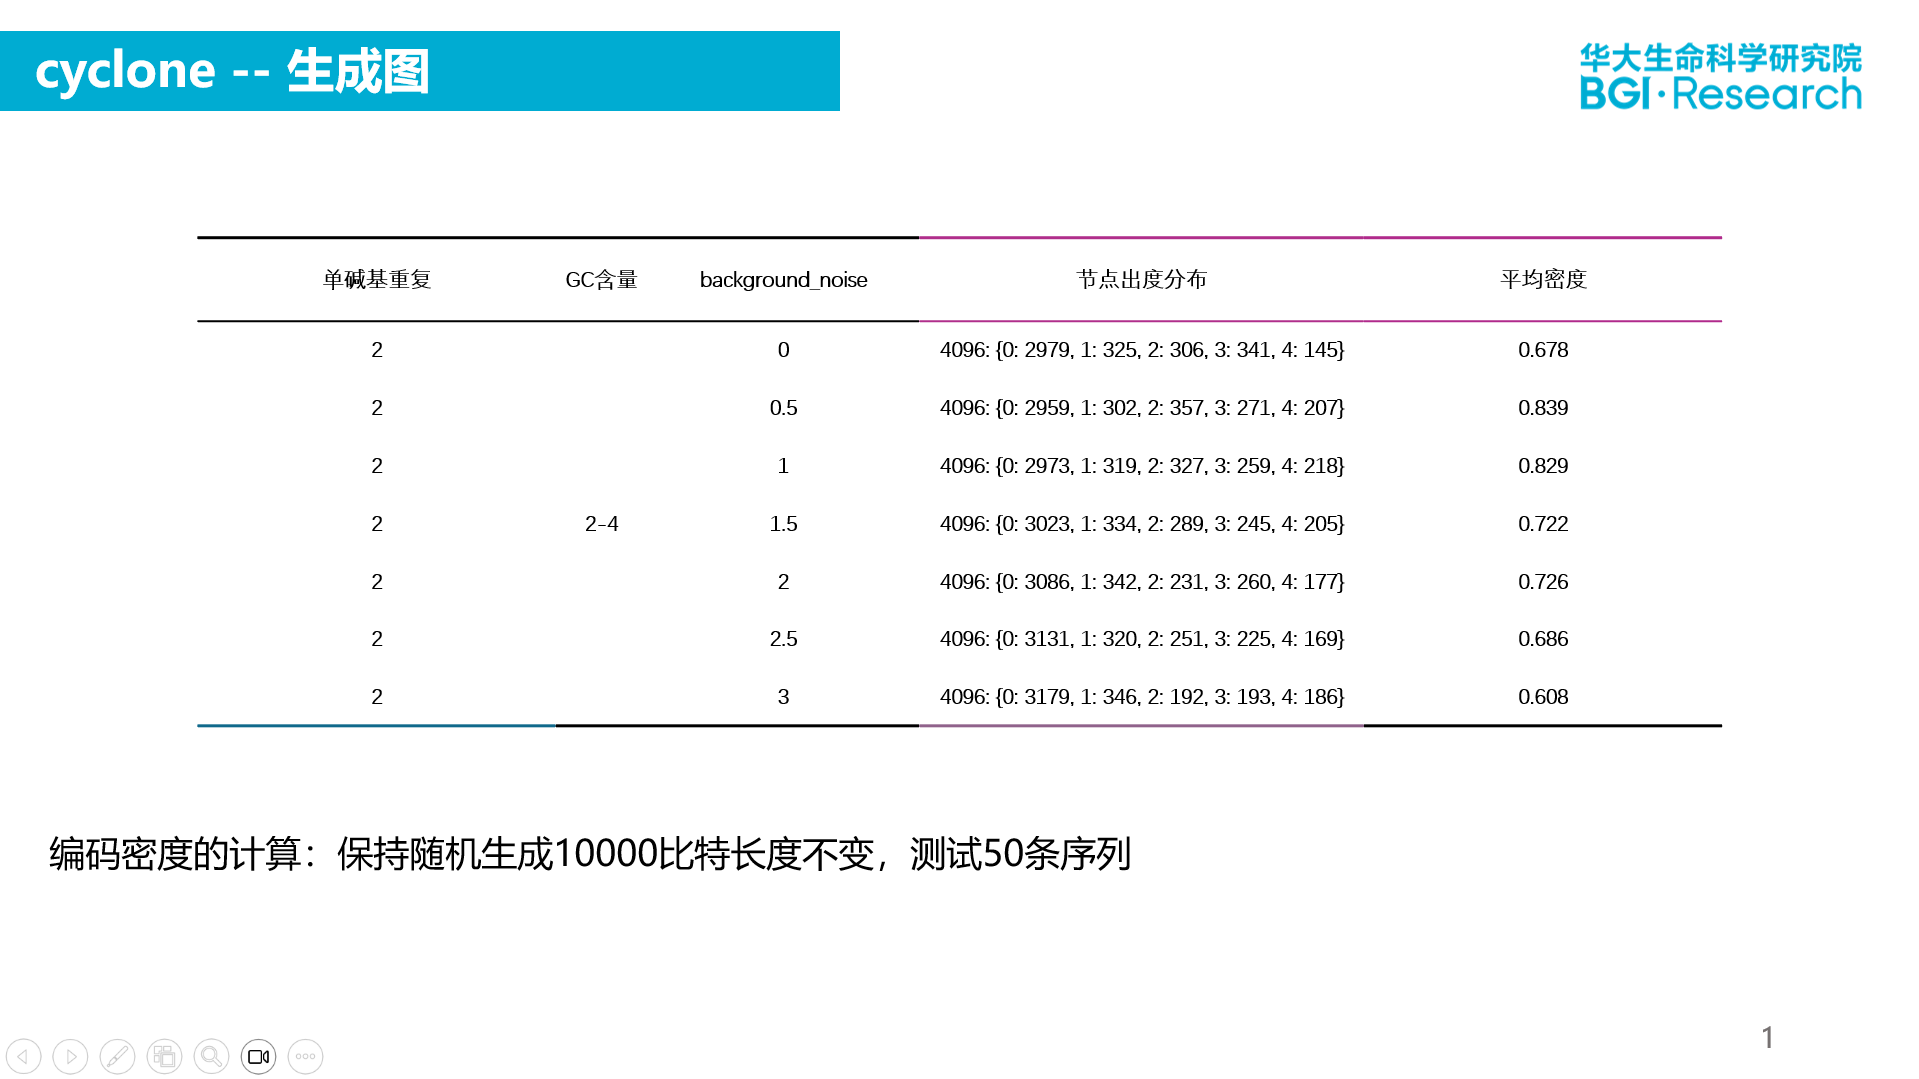 cyclone -- 生成图
华大生命科学研究院
BGI·Research
单碱基重复 GC含量 background_noise 节点出度分布 平均密度
2 0 4096: {0: 2979, 1: 325, 2: 306, 3: 341, 4: 145} 0.678
2 0.5 4096: {0: 2959, 1: 302, 2: 357, 3: 271, 4: 207} 0.839
2 1 4096: {0: 2973, 1: 319, 2: 327, 3: 259, 4: 218} 0.829
2 2-4 1.5 4096: {0: 3023, 1: 334, 2: 289, 3: 245, 4: 205} 0.722
2 2 4096: {0: 3086, 1: 342, 2: 231, 3: 260, 4: 177} 0.726
2 2.5 4096: {0: 3131, 1: 320, 2: 251, 3: 225, 4: 169} 0.686
2 3 4096: {0: 3179, 1: 346, 2: 192, 3: 193, 4: 186} 0.608
编码密度的计算：保持随机生成10000比特长度不变，测试50条序列
1